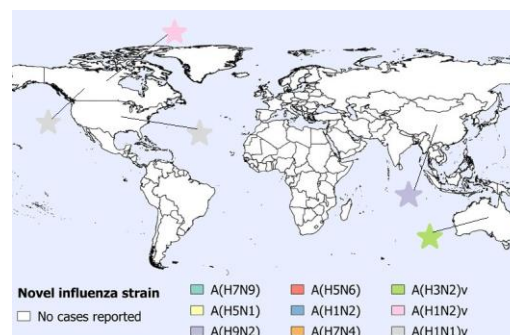 Novel influenza strain
No cases reported
A(H7N9)
A(H5N1)
A(H9N2)
A(H5N6)
A(H1N2)
A(H7N4)
A(H3N2)v
A(H1N2)v
A(H1N1)v